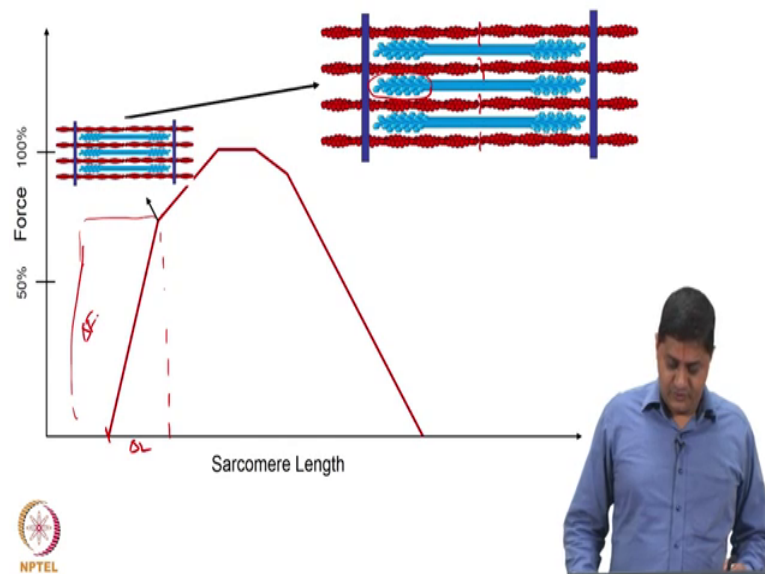 100%
Force
50%
ΔF
ΔL
Sarcomere Length
NPTEL